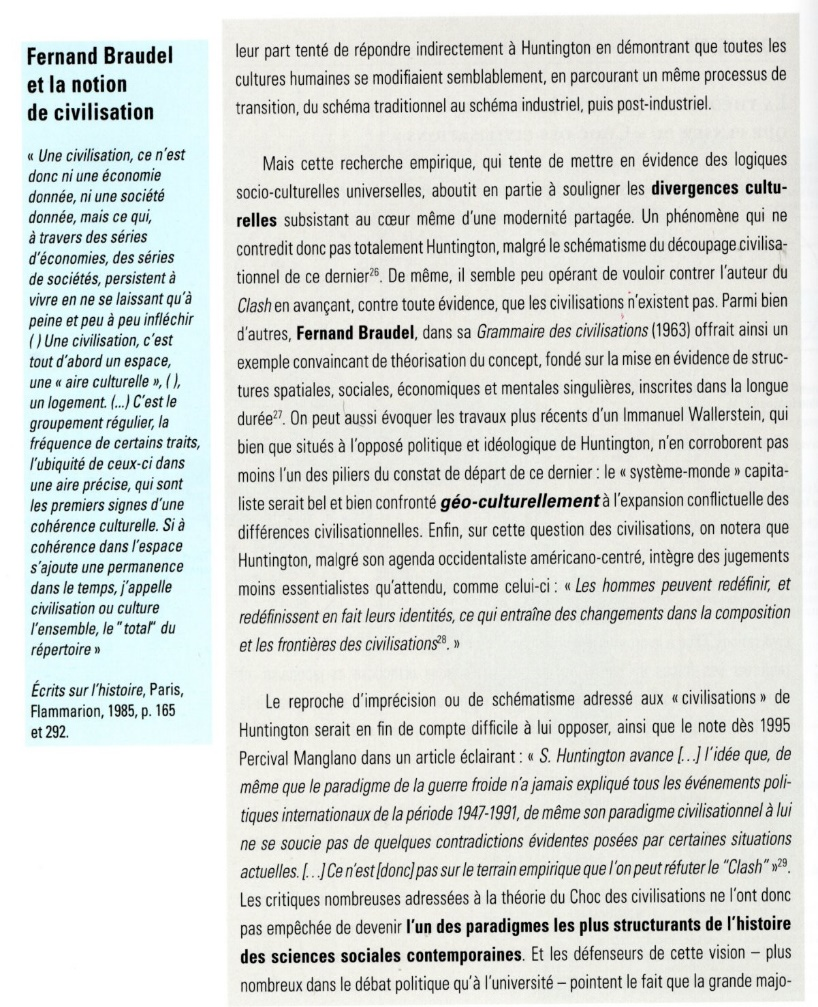 Fernand Braudel
et la notion
de civilisation
« Une civilisation, ce n'est
donc ni une économie
donnée, ni une société
donnée, mais ce qui,
à travers des séries
d'économies, des séries
de sociétés, persistent à
vivre en ne se laissant qu'à
peine et peu à peu infléchir
( ) Une civilisation, c'est
tout d'abord un espace,
une « aire culturelle », ( ),
un logement. (...) C'est le
groupement régulier, la
fréquence de certains traits,
l'ubiquité de ceux-ci dans
une aire précise, qui sont
les premiers signes d'une
cohérence culturelle. Si à
cohérence dans l'espace
s'ajoute une permanence
dans le temps, j'appelle
civilisation ou culture
l'ensemble, le "total" du
répertoire »
Écrits sur l'histoire, Paris,
Flammarion, 1985, p. 165
et 292.
leur part tenté de répondre indirectement à Huntington en démontrant que toutes les
cultures humaines se modifiaient semblablement, en parcourant un même processus de
transition, du schéma traditionnel au schéma industriel, puis post-industriel.
Mais cette recherche empirique, qui tente de mettre en évidence des logiques
socio-culturelles universelles, aboutit en partie à souligner les divergences cultu-
relles subsistant au cœur même d'une modernité partagée. Un phénomène qui ne
contredit donc pas totalement Huntington, malgré le schématisme du découpage civilisa-
tionnel de ce dernier26. De même, il semble peu opérant de vouloir contrer l'auteur du
Clash en avançant, contre toute évidence, que les civilisations n'existent pas. Parmi bien
d'autres, Fernand Braudel, dans sa Grammaire des civilisations (1963) offrait ainsi un
exemple convaincant de théorisation du concept, fondé sur la mise en évidence de struc-
tures spatiales, sociales, économiques et mentales singulières, inscrites dans la longue
durée27. On peut aussi évoquer les travaux plus récents d'un Immanuel Wallerstein, qui
bien que situés à l'opposé politique et idéologique de Huntington, n'en corroborent pas
moins l'un des piliers du constat de départ de ce dernier : le « système-monde » capita-
liste serait bel et bien confronté géo-culturellement à l'expansion conflictuelle des
différences civilisationnelles. Enfin, sur cette question des civilisations, on notera que
Huntington, malgré son agenda occidentaliste américano-centré, intègre des jugements
moins essentialistes qu'attendu, comme celui-ci : « Les hommes peuvent redéfinir, et
redéfinissent en fait leurs identités, ce qui entraîne des changements dans la composition
et les frontières des civilisations28. »
Le reproche d'imprécision ou de schématisme adressé aux « civilisations » de
Huntington serait en fin de compte difficile à lui opposer, ainsi que le note dès 1995
Percival Manglano dans un article éclairant : « S. Huntington avance [...] l'idée que, de
même que le paradigme de la guerre froide n'a jamais expliqué tous les événements poli-
tiques internationaux de la période 1947-1991, de même son paradigme civilisationnel à lui
ne se soucie pas de quelques contradictions évidentes posées par certaines situations
actuelles. [...] Ce n'est [donc] pas sur le terrain empirique que l'on peut réfuter le "Clash" »29.
Les critiques nombreuses adressées à la théorie du Choc des civilisations ne l'ont donc
pas empêchée de devenir l'un des paradigmes les plus structurants de l'histoire
des sciences sociales contemporaines. Et les défenseurs de cette vision – plus
nombreux dans le débat politique qu'à l'université – pointent le fait que la grande majo-